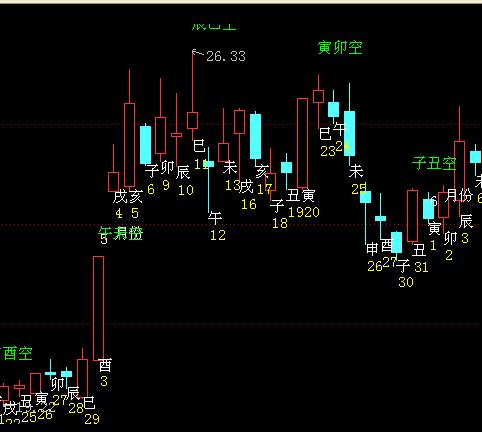 辰巳空
26.33
寅卯空
巳
午
23
24
子丑空
巳
11
未
13
亥
17
未
25
子
6
卯
9
辰
10
戌
4
亥
5
戌
16
子
18
丑
19
寅
20
6 月份
辰
3
午
12
5 月份
寅
1
卯
2
申
26
酉
27
丑
31
子
30
酉空
酉
3
卯
27
辰
28
巳
29
寅
26
丑
25